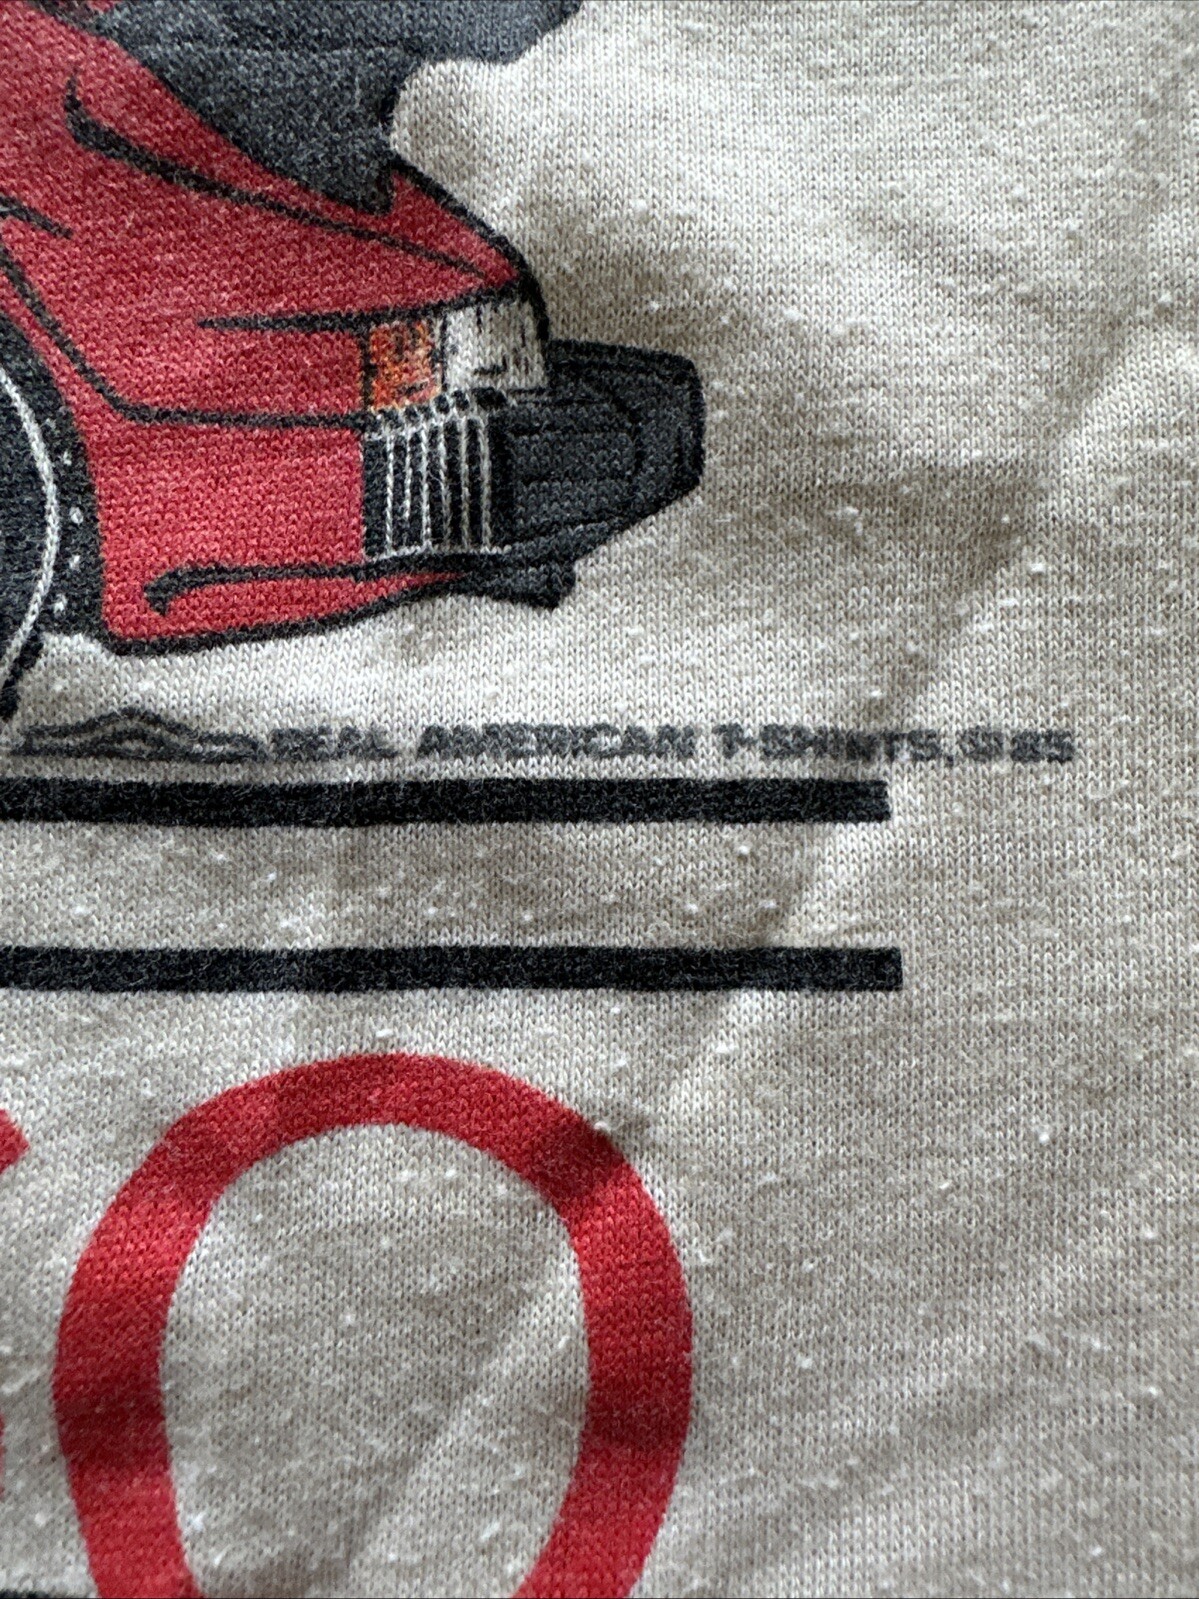 REAL AMERICAN T-SHIRTS, © 85
O